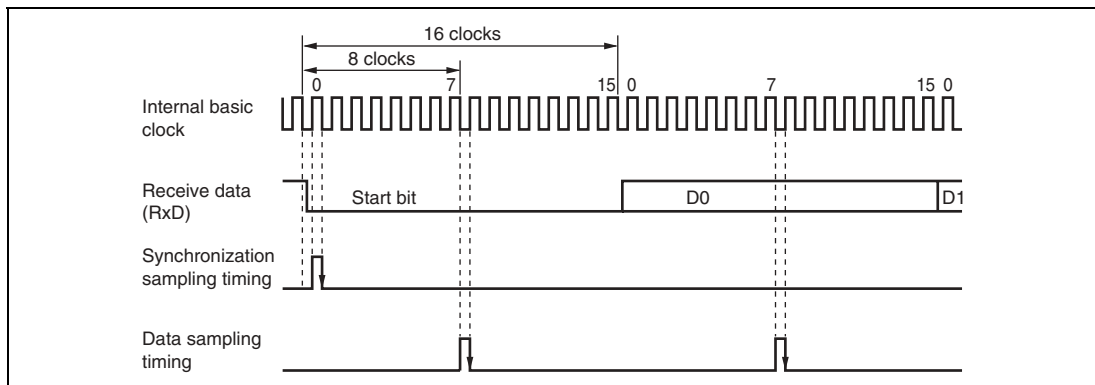 16 clocks
8 clocks
0 7 15 0 7 15 0
Internal basic
clock
Receive data
(RxD)
Start bit D0 D1
Synchronization
sampling timing
Data sampling
timing